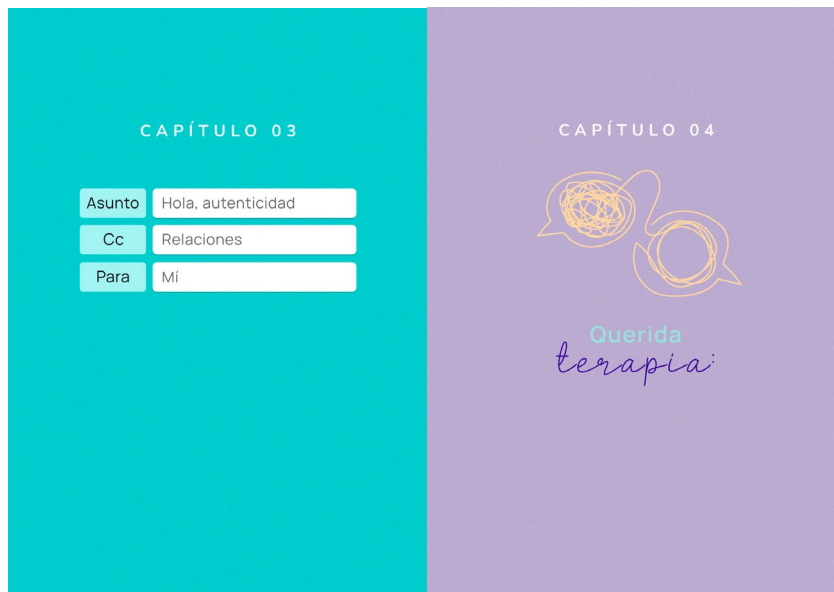 CAPÍTULO 03
Asunto Hola, autenticidad
Cc Relaciones
Para Mí
CAPÍTULO 04
Querida
terapia: